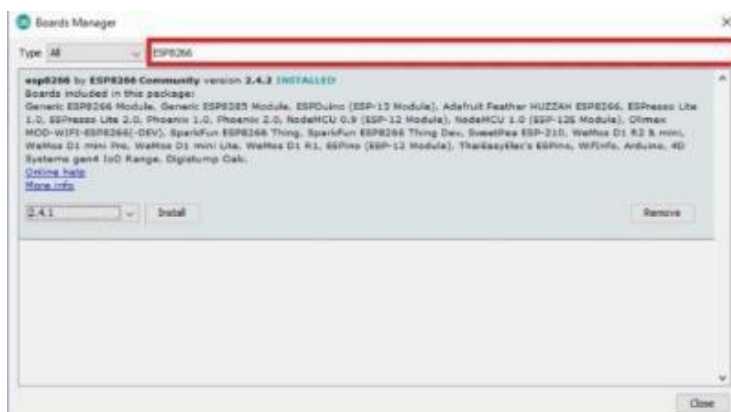 Boards Manager
Type All ESP8266
esp8266 by ESP8266 Community version 2.4.2 INSTALLED
Boards included in this package:
Generic ESP8266 Module, Generic ESP8285 Module, ESPDuino (ESP-13 Module), Adafruit Feather HUZZAH ESP8266, ESPresso Lite
1.0, ESPresso Lite 2.0, Phoenix 1.0, Phoenix 2.0, NodeMCU 0.9 (ESP-12 Module), NodeMCU 1.0 (ESP-12E Module), Olimex
MOD-WIFI-ESP8266(-DEV), SparkFun ESP8266 Thing, SparkFun ESP8266 Thing Dev, SweetPea ESP-210, WeMos D1 R2 & mini,
WeMos D1 mini Pro, WeMos D1 mini Lite, WeMos D1 R1, ESPino (ESP-12 Module), ThaiEasyElec's ESPino, WifInfo, Arduino, 4D
Systems gen4 IoD Range, Digistump Oak.
Online help
More info
2.4.1 Install Remove
Close